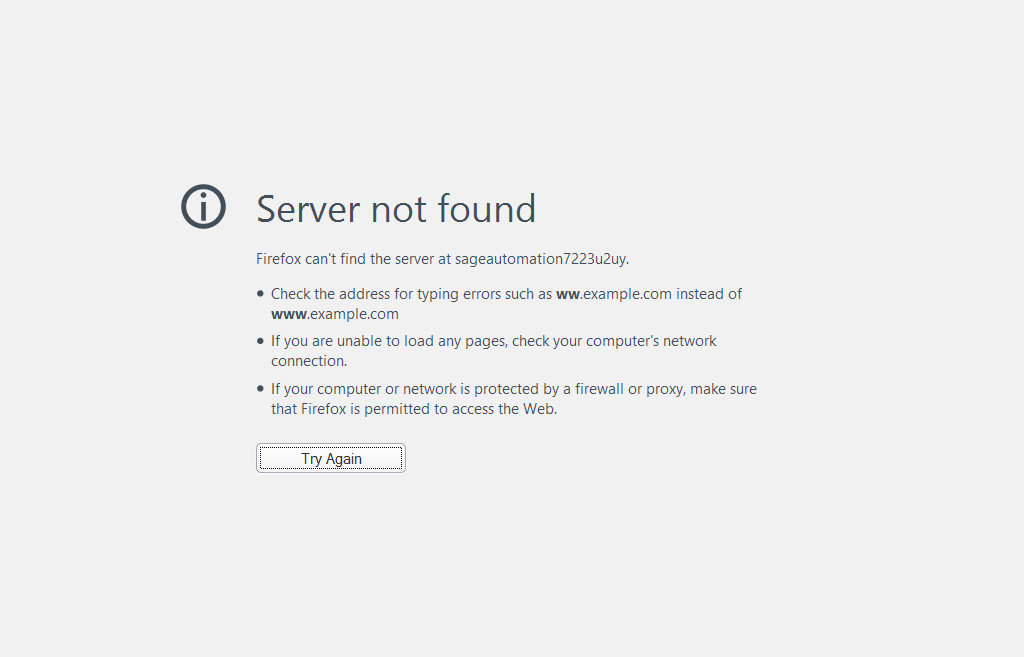 Server not found
Firefox can't find the server at sageautomation7223u2uy.
• Check the address for typing errors such as ww.example.com instead of
www.example.com
• If you are unable to load any pages, check your computer's network
connection.
• If your computer or network is protected by a firewall or proxy, make sure
that Firefox is permitted to access the Web.
Try Again